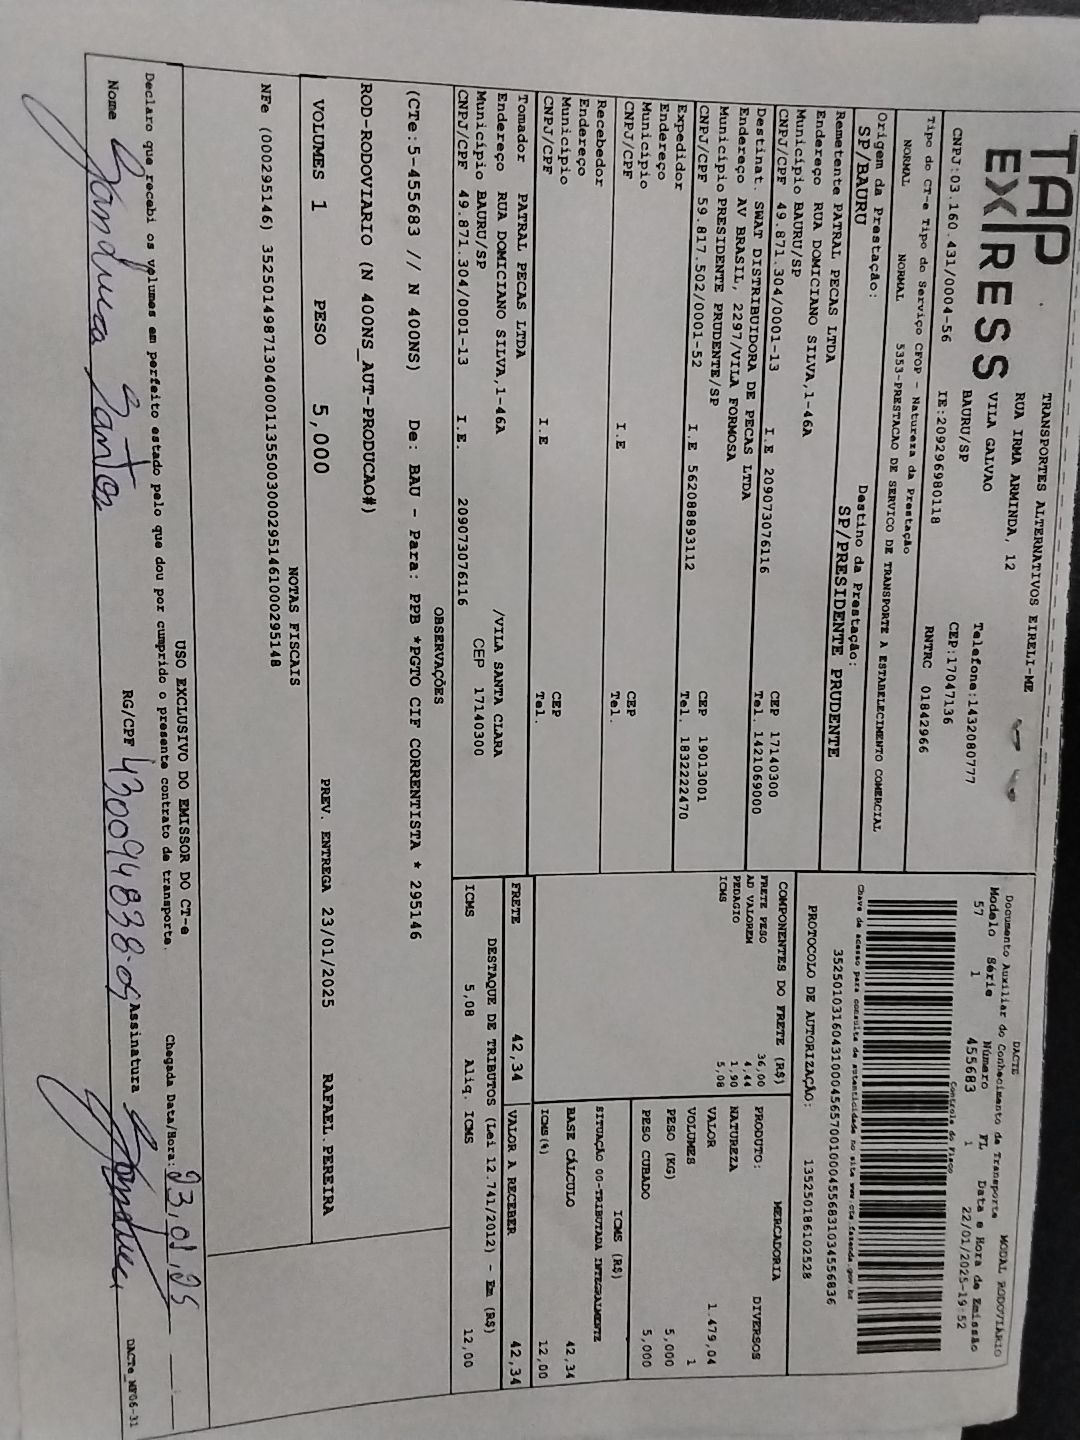 TAP
EX/RESS
TRANSPORTES ALTERNATIVOS EIRELI-ME
RUA IRMA ARMINDA, 12
VILA GALVAO
Telefone:1432080777
BAURU/SP
CEP:17047136
CNPJ:03.160.431/0004-56
IE:209296980118
RNTRC 01842966
Tipo do CT-e Tipo do Serviço CFOP - Natureza da Prestação
NORMAL NORMAL 5353-PRESTACAO DE SERVICO DE TRANSPORTE A ESTABELECIMENTO COMERCIAL
Origem da Prestação: Destino da Prestação:
SP/BAURU SP/PRESIDENTE PRUDENTE
Remetente PATRAL PECAS LTDA
Endereço RUA DOMICIANO SILVA,1-46A
Município BAURU/SP CEP 17140300
CNPJ/CPF 49.871.304/0001-13 I.E 209073076116 Tel. 1421069000
Destinat. SWAT DISTRIBUIDORA DE PECAS LTDA
Endereço AV BRASIL, 2297/VILA FORMOSA
Município PRESIDENTE PRUDENTE/SP CEP 19013001
CNPJ/CPF 59.817.502/0001-52 I.E 562088893112 Tel. 1832222470
Expedidor
Endereço
Município CEP
CNPJ/CPF I.E Tel.
Recebedor
Endereço
Município CEP
CNPJ/CPF I.E Tel.
Tomador PATRAL PECAS LTDA
Endereço RUA DOMICIANO SILVA,1-46A /VILA SANTA CLARA
Município BAURU/SP CEP 17140300
CNPJ/CPF 49.871.304/0001-13 I.E. 209073076116
DACTE MODAL RODOVIÁRIO
Documento Auxiliar do Conhecimento de Transporte
Modelo Série Número FL Data e Hora de Emissão
57 1 455683 1 22/01/2025-19:52
Controle do Fisco
Chave de acesso para consulta de autenticidade no site www.cte.fazenda.gov.br
35250103160431000456570010004556831034556836
PROTOCOLO DE AUTORIZAÇÃO: 135250186102528
COMPONENTES DO FRETE (R$)
FRETE PESO 36,00
AD VALOREM 4,44
PEDAGIO 1,90
ICMS 5,08
MERCADORIA
PRODUTO: DIVERSOS
NATUREZA
VALOR 1.479,04
VOLUMES 1
PESO (KG) 5,000
PESO CUBADO 5,000
ICMS (R$)
SITUAÇÃO 00-TRIBUTADA INTEGRALMENTE
BASE CÁLCULO 42,34
ICMS(%) 12,00
FRETE 42,34 VALOR A RECEBER 42,34
DESTAQUE DE TRIBUTOS (Lei 12.741/2012) - Em (R$)
ICMS 5,08 Aliq. ICMS 12,00
OBSERVAÇÕES
(CTe:5-455683 // N 400NS) De: BAU - Para: PPB *PGTO CIF CORRENTISTA * 295146
ROD-RODOVIARIO (N 400NS_AUT-PRODUCAO#)
VOLUMES 1 PESO 5,000 PREV. ENTREGA 23/01/2025 RAFAEL.PEREIRA
NOTAS FISCAIS
NFe (000295146) 35250149871304000113550030002951461000295148
USO EXCLUSIVO DO EMISSOR DO CT-e
Declaro que recebi os volumes em perfeito estado pelo que dou por cumprido o presente contrato de transporte.
Chegada Data/Hora: 23,01,25
Nome Santos RG/CPF 430094838-05 Assinatura
DACTe_MF06-31